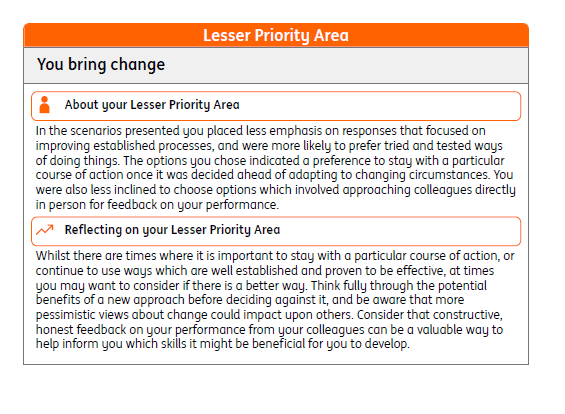 Lesser Priority Area
You bring change
About your Lesser Priority Area
In the scenarios presented you placed less emphasis on responses that focused on
improving established processes, and were more likely to prefer tried and tested ways
of doing things. The options you chose indicated a preference to stay with a particular
course of action once it was decided ahead of adapting to changing circumstances. You
were also less inclined to choose options which involved approaching colleagues directly
in person for feedback on your performance.
Reflecting on your Lesser Priority Area
Whilst there are times where it is important to stay with a particular course of action, or
continue to use ways which are well established and proven to be effective, at times
you may want to consider if there is a better way. Think fully through the potential
benefits of a new approach before deciding against it, and be aware that more
pessimistic views about change could impact upon others. Consider that constructive,
honest feedback on your performance from your colleagues can be a valuable way to
help inform you which skills it might be beneficial for you to develop.